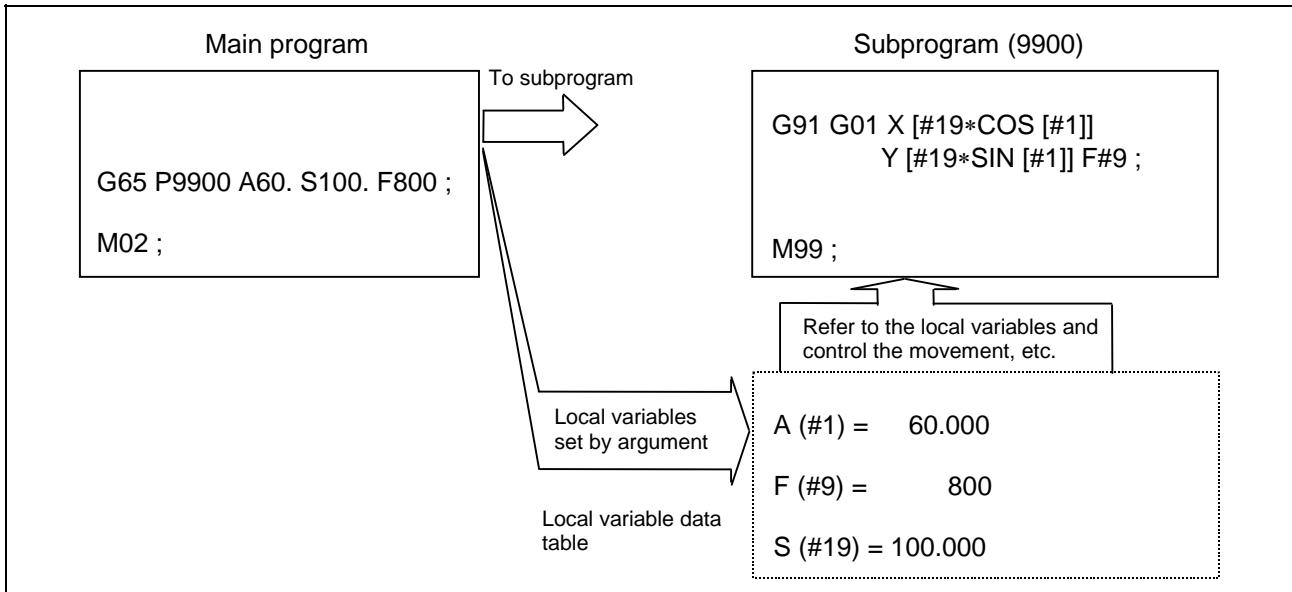 Main program
G65 P9900 A60. S100. F800 ;
M02 ;
To subprogram
Subprogram (9900)
G91 G01 X [#19∗COS [#1]]
Y [#19∗SIN [#1]] F#9 ;
M99 ;
Refer to the local variables and
control the movement, etc.
Local variables
set by argument
Local variable data
table
A (#1) = 60.000
F (#9) = 800
S (#19) = 100.000